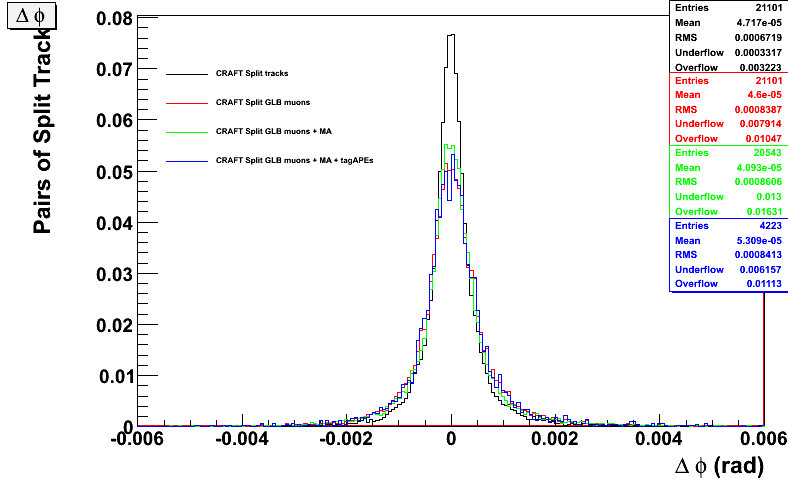 Δ φ
Pairs of Split Track
0.08
0.07
0.06
0.05
0.04
0.03
0.02
0.01
0
-0.006
-0.004
-0.002
0
0.002
0.004
0.006
Δ φ (rad)
CRAFT Split tracks
CRAFT Split GLB muons
CRAFT Split GLB muons + MA
CRAFT Split GLB muons + MA + tagAPEs
Entries 21101
Mean 4.717e-05
RMS 0.0006719
Underflow 0.0003317
Overflow 0.003223
Entries 21101
Mean 4.6e-05
RMS 0.0008387
Underflow 0.007914
Overflow 0.01047
Entries 20543
Mean 4.093e-05
RMS 0.0008606
Underflow 0.013
Overflow 0.01631
Entries 4223
Mean 5.309e-05
RMS 0.0008413
Underflow 0.006157
Overflow 0.01113